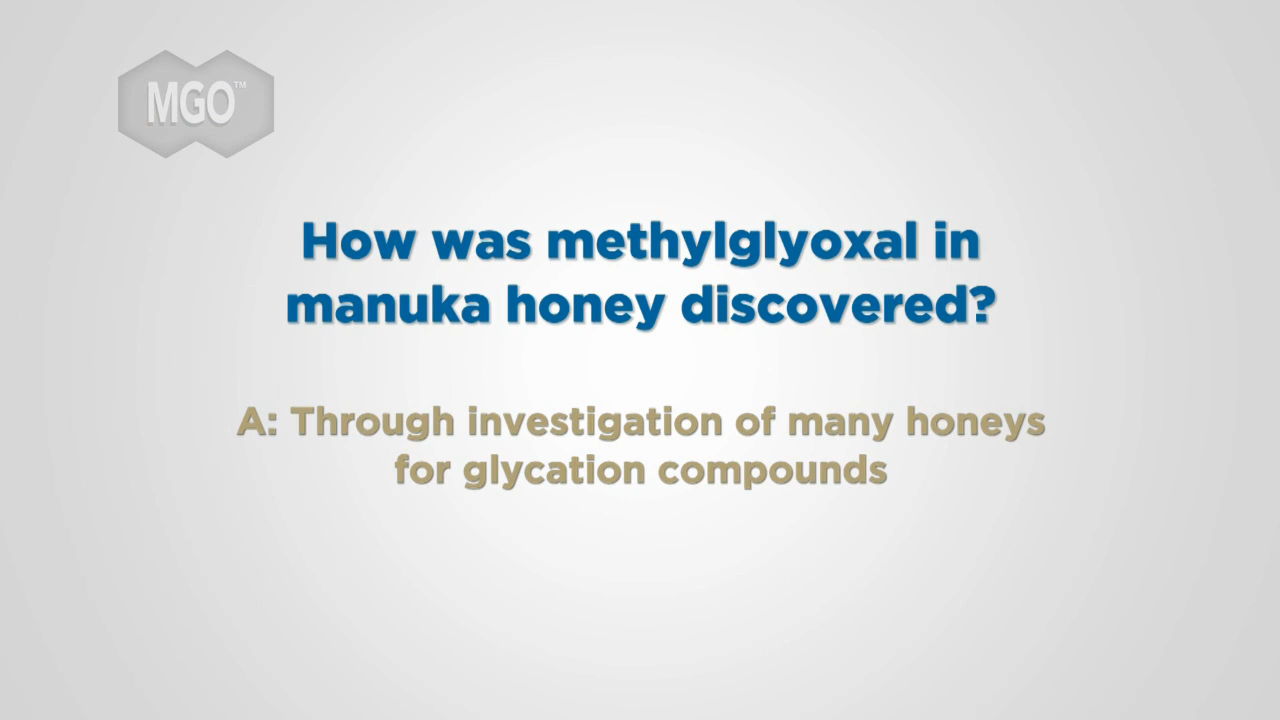 MGO™
How was methylglyoxal in
manuka honey discovered?
A: Through investigation of many honeys
for glycation compounds